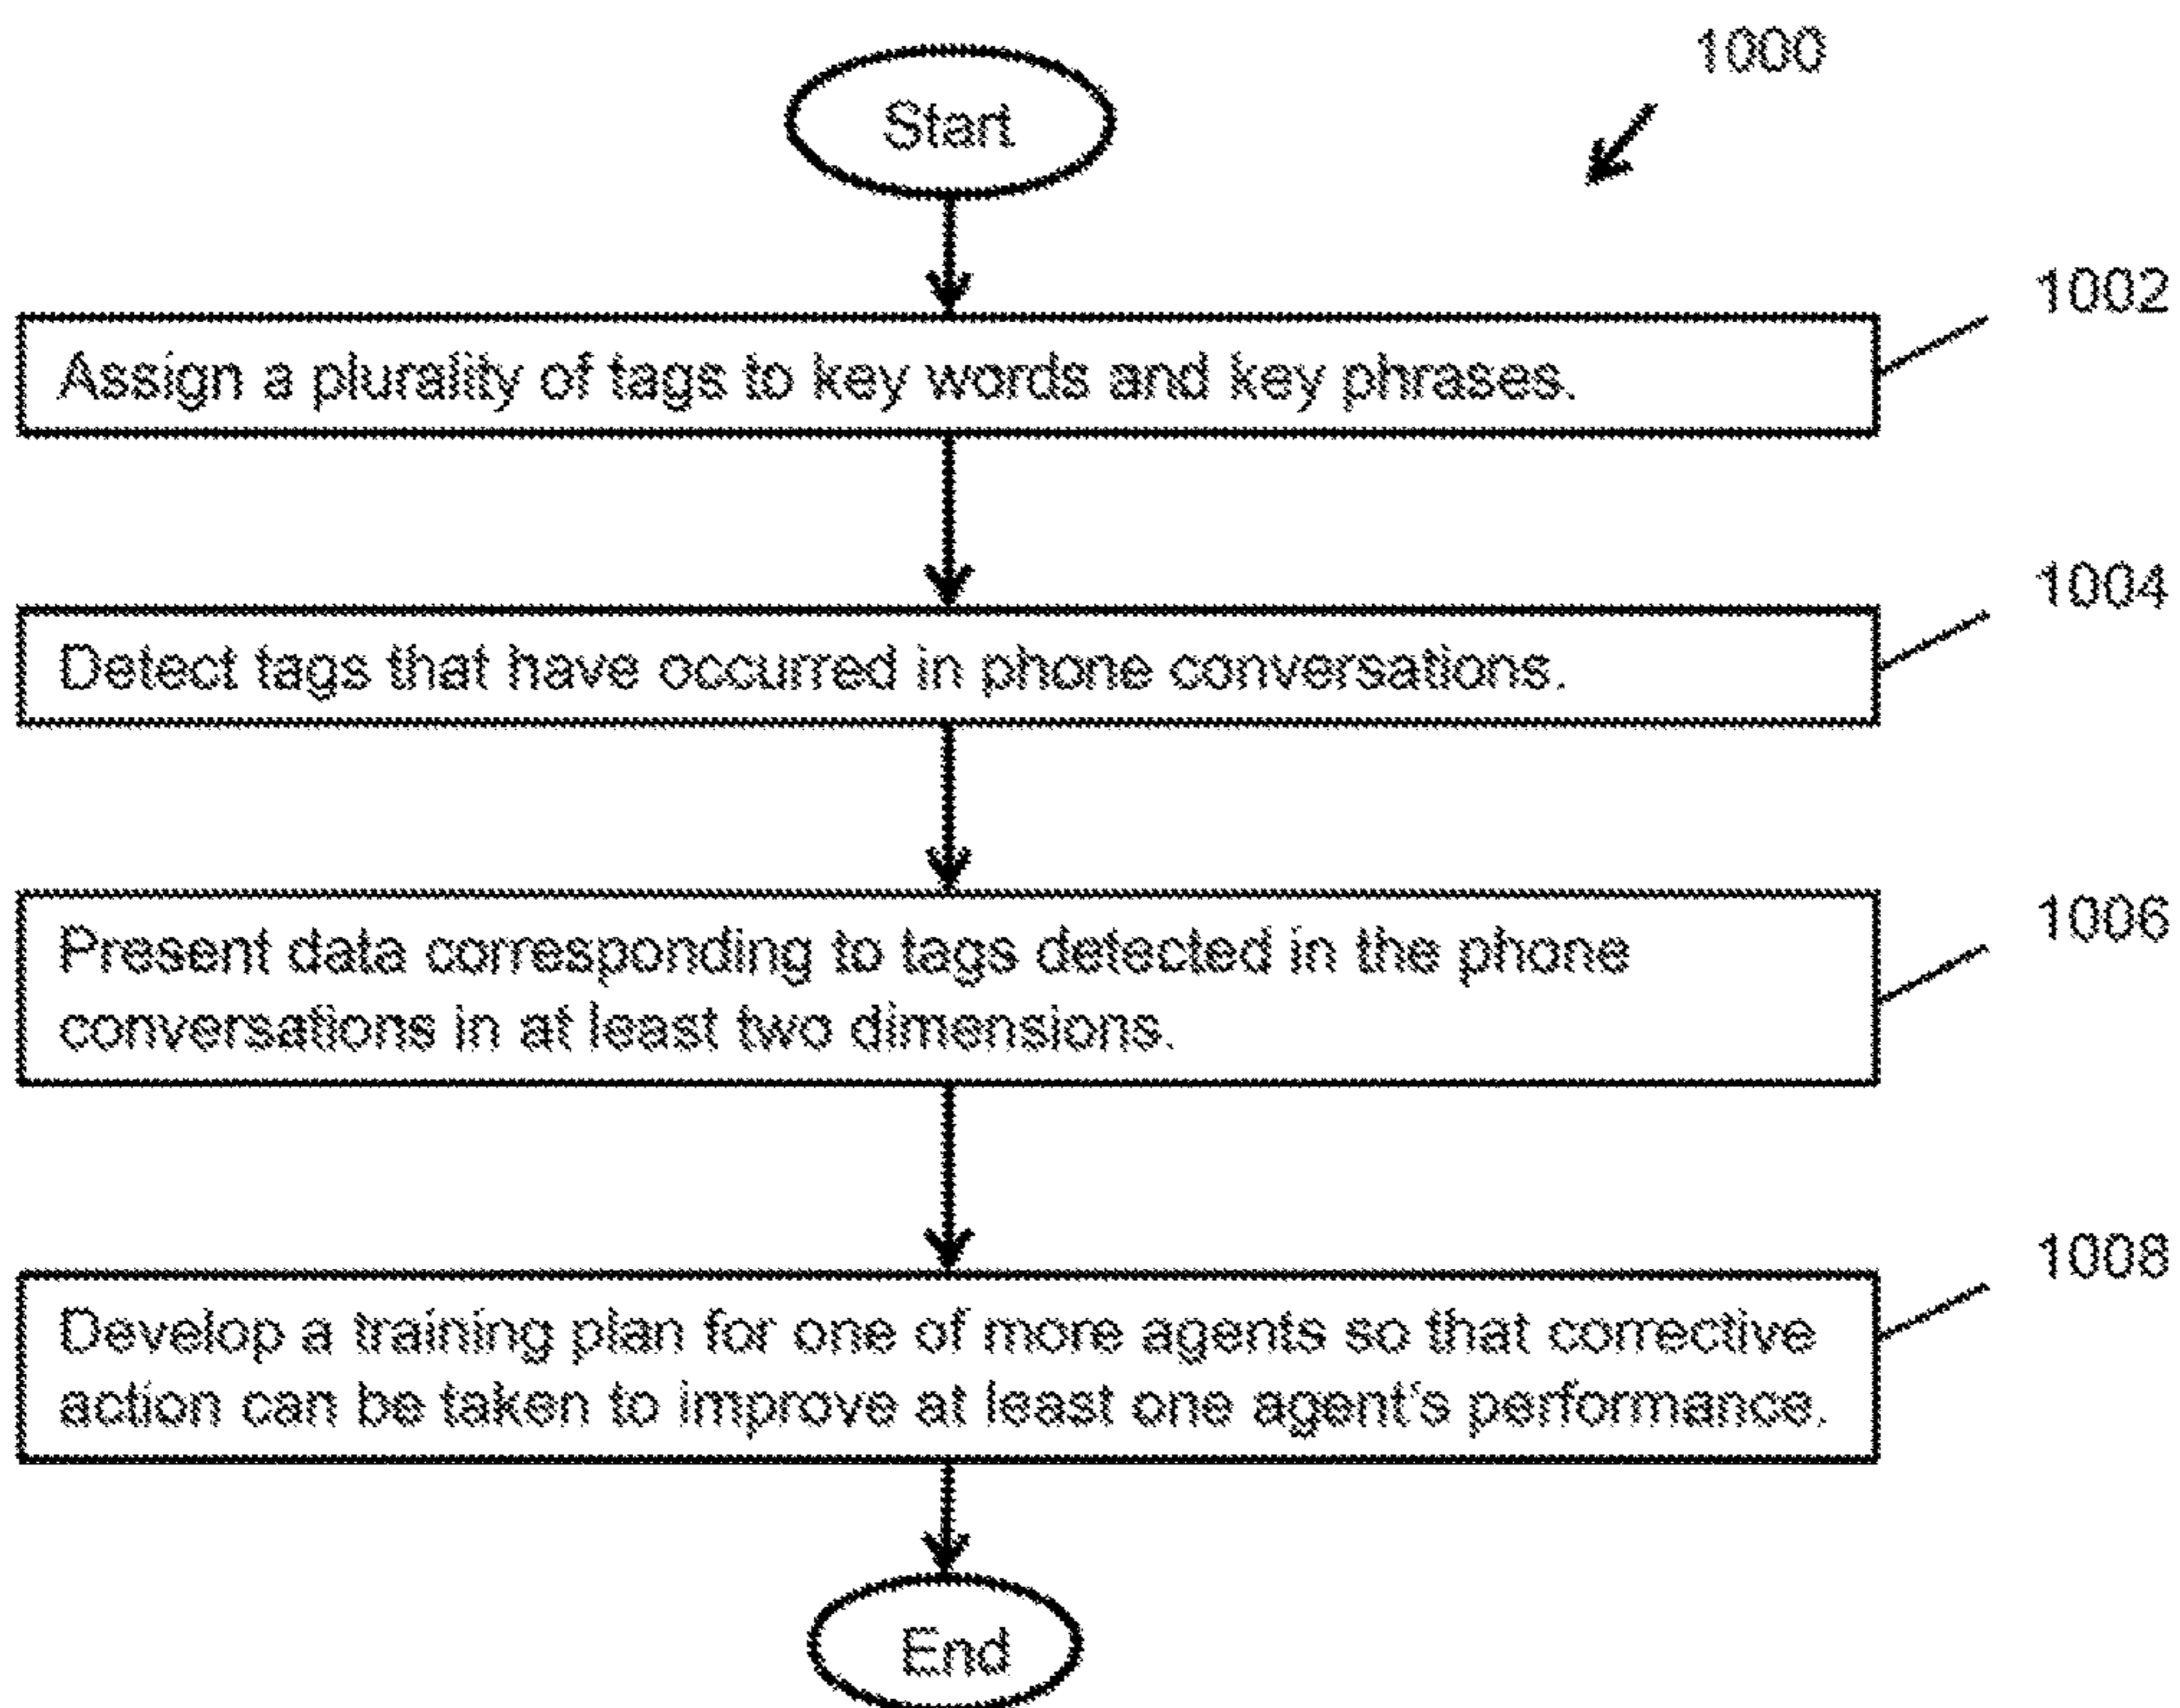 1000
Start
1002
Assign a plurality of tags to key words and key phrases.
1004
Detect tags that have occurred in phone conversations.
1006
Present data corresponding to tags detected in the phone
conversations in at least two dimensions.
1008
Develop a training plan for one of more agents so that corrective
action can be taken to improve at least one agent's performance.
End